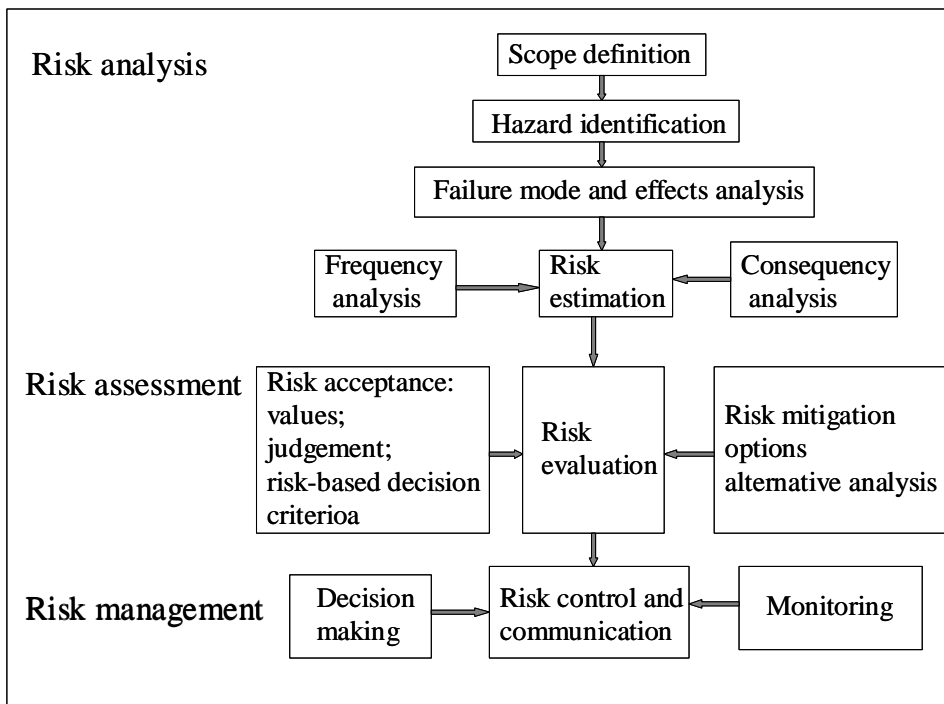 Risk analysis
Scope definition
Hazard identification
Failure mode and effects analysis
Frequency
analysis
Risk
estimation
Consequency
analysis
Risk assessment
Risk acceptance:
values;
judgement;
risk-based decision
criterioa
Risk
evaluation
Risk mitigation
options
alternative analysis
Risk management
Decision
making
Risk control and
communication
Monitoring